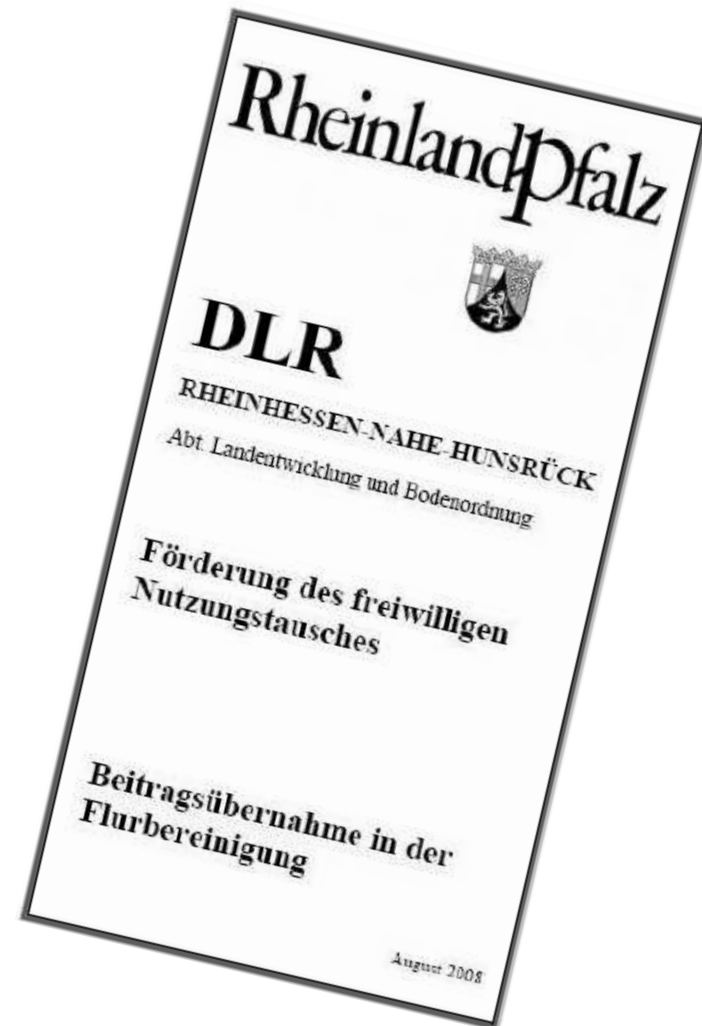 RheinlandPfalz
DLR
RHEINHESSEN-NAHE-HUNSRÜCK
Abt. Landentwicklung und Bodenordnung
Förderung des freiwilligen
Nutzungstausches
Beitragsübernahme in der
Flurbereinigung
August 2008